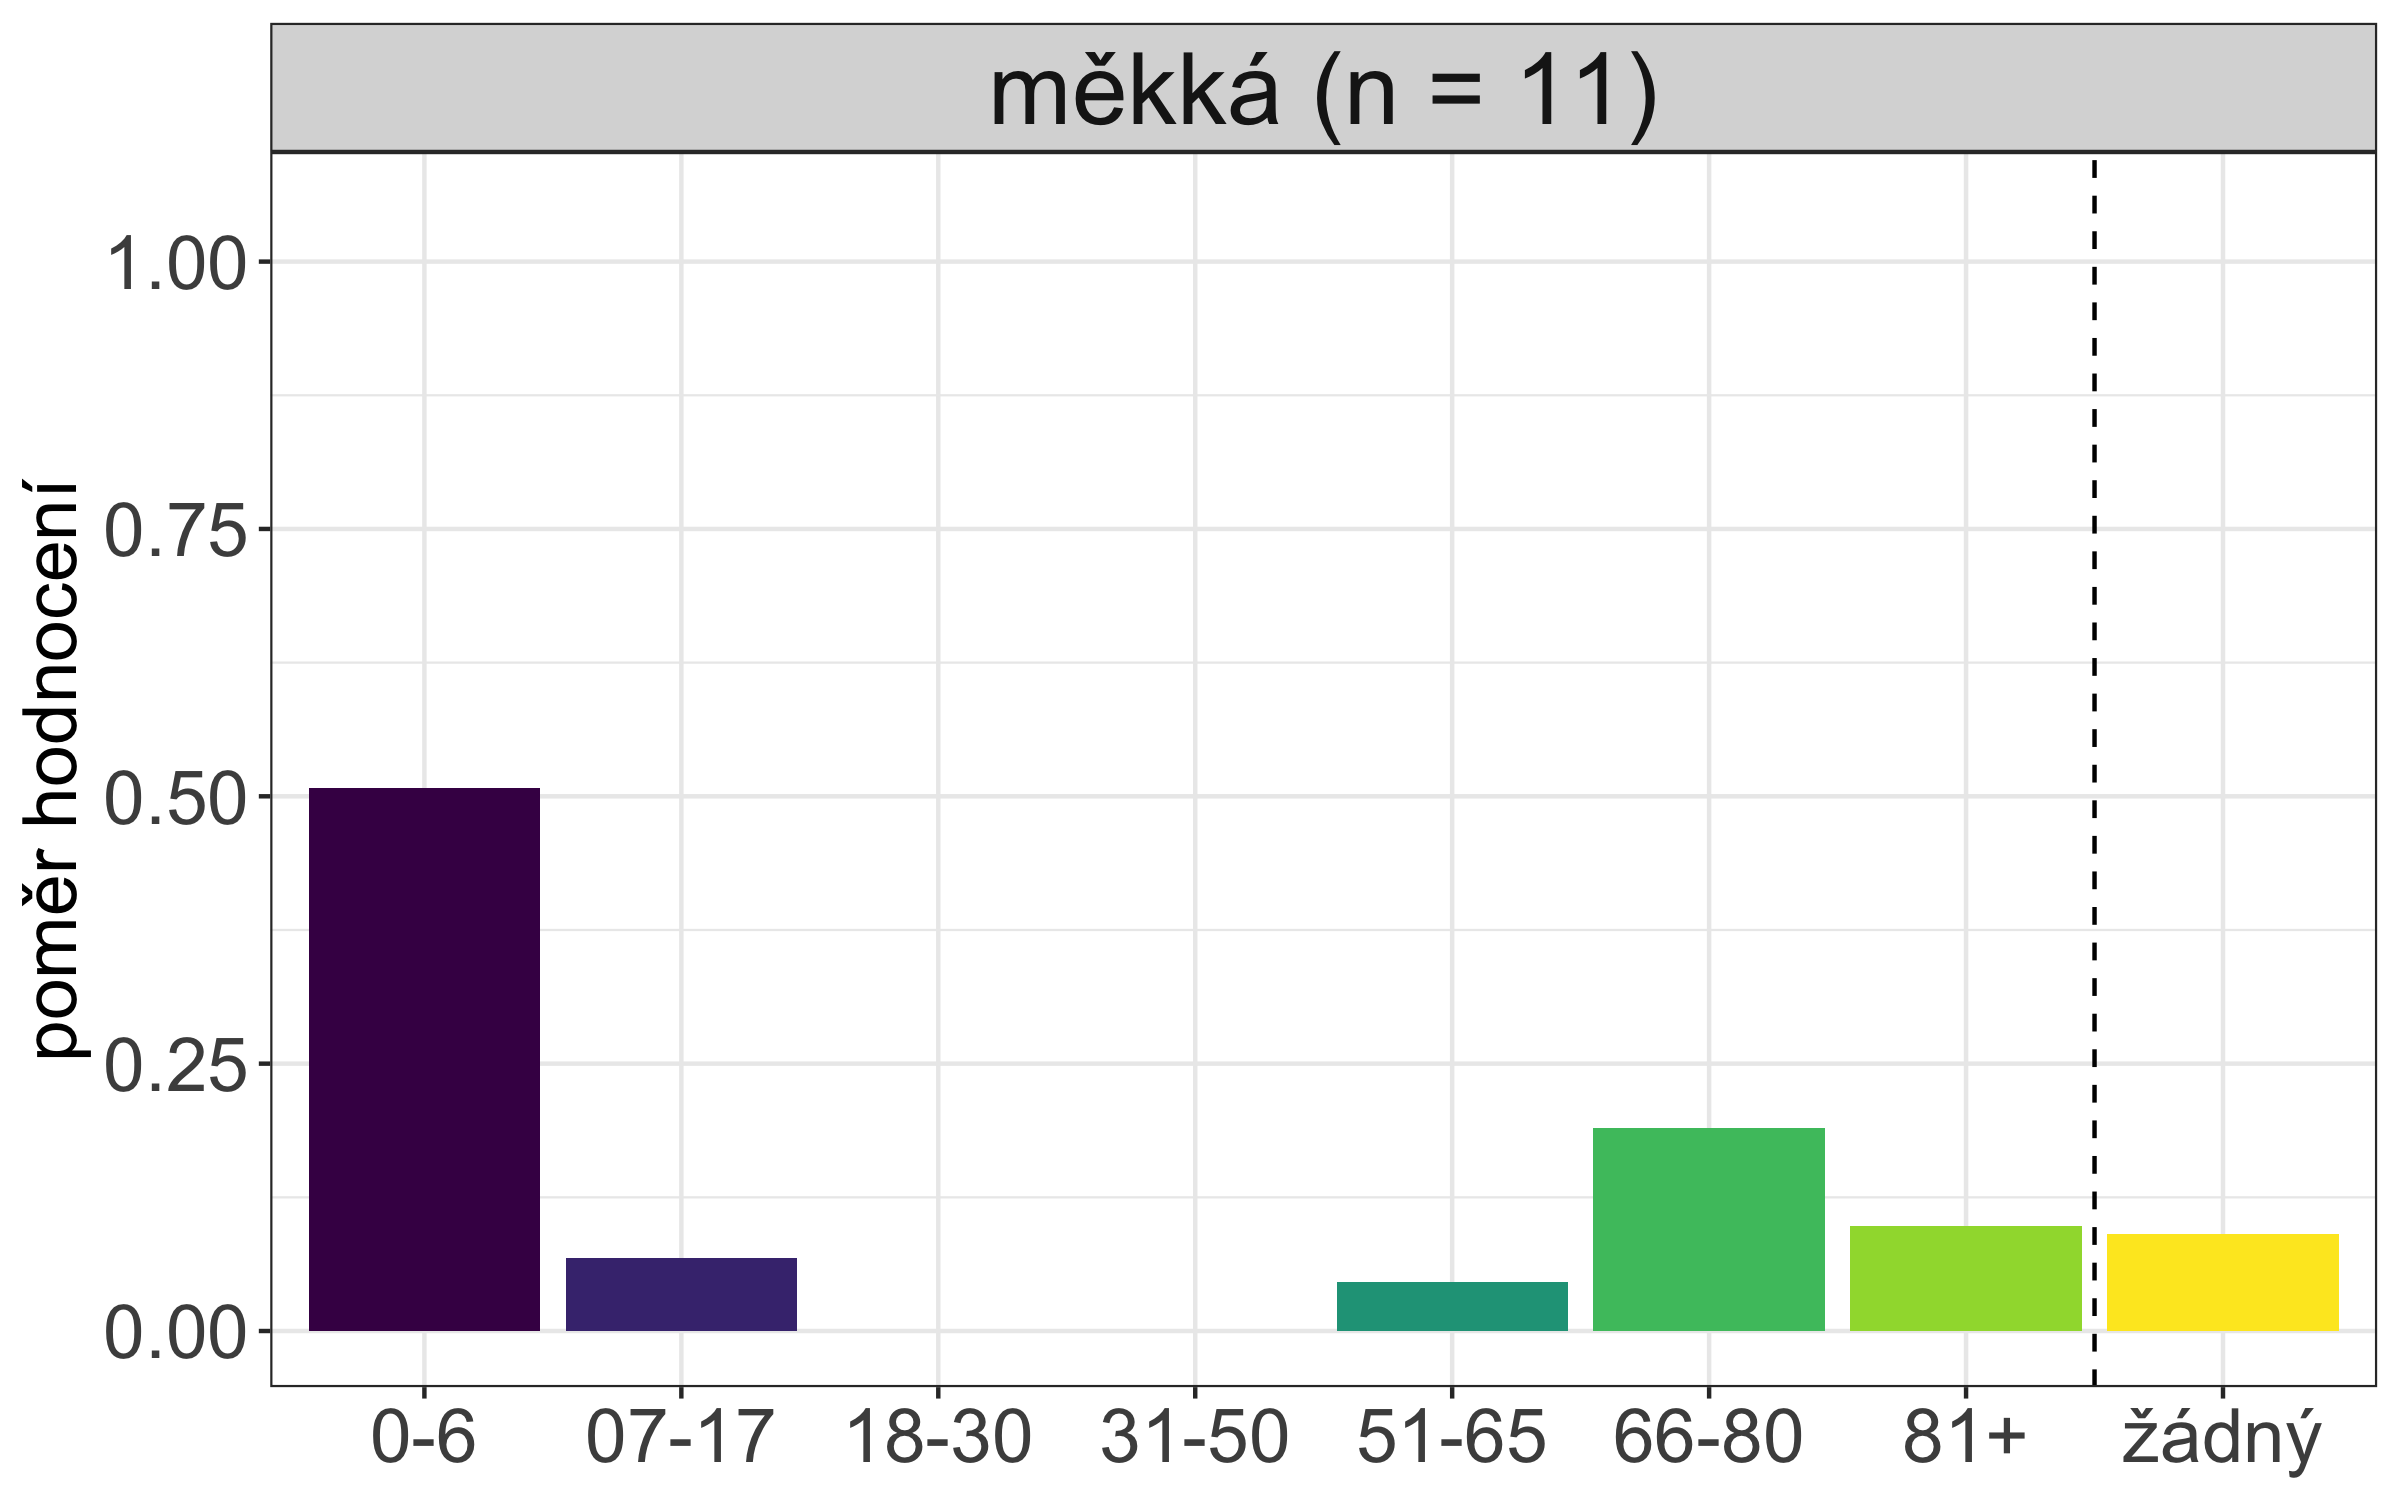 měkká (n = 11)
poměr hodnocení
1.00
0.75
0.50
0.25
0.00
0-6 07-17 18-30 31-50 51-65 66-80 81+ žádný